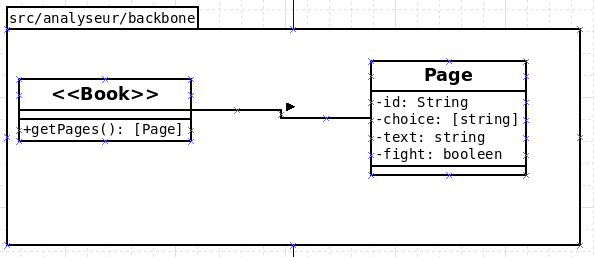 src/analyseur/backbone
<<Book>>
+getPages(): [Page]
Page
-id: String
-choice: [string]
-text: string
-fight: booleen